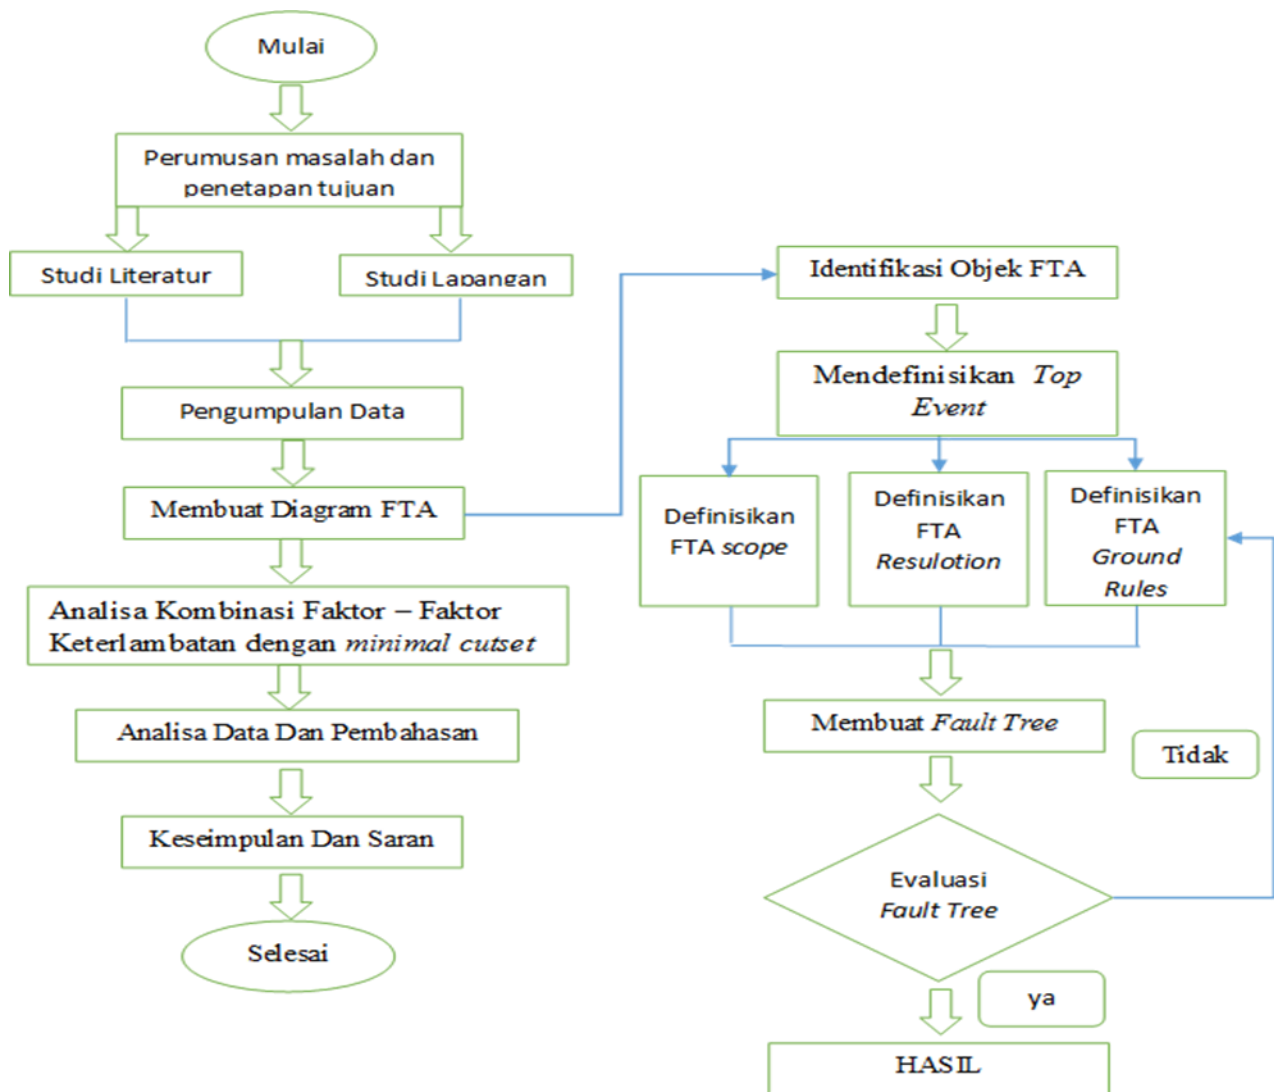 Mulai
Perumusan masalah dan
penetapan tujuan
Studi Literatur
Studi Lapangan
Pengumpulan Data
Membuat Diagram FTA
Analisa Kombinasi Faktor – Faktor
Keterlambatan dengan minimal cutset
Analisa Data Dan Pembahasan
Keseimpulan Dan Saran
Selesai
Identifikasi Objek FTA
Mendefinisikan Top
Event
Definisikan
FTA scope
Definisikan
FTA
Resulotion
Definisikan
FTA
Ground
Rules
Membuat Fault Tree
Tidak
Evaluasi
Fault Tree
ya
HASIL